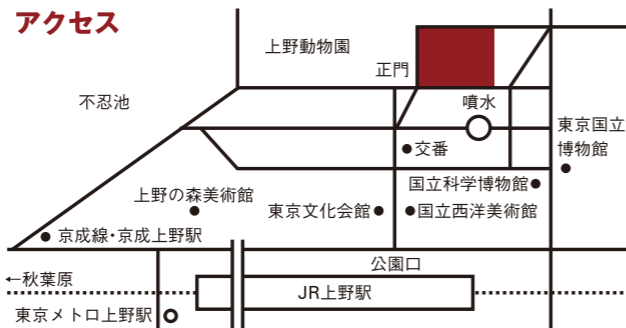 アクセス
上野動物園
正門
不忍池
噴水
東京国立
博物館
交番
国立科学博物館
上野の森美術館
東京文化会館
国立西洋美術館
京成線・京成上野駅
公園口
←秋葉原
JR上野駅
東京メトロ上野駅